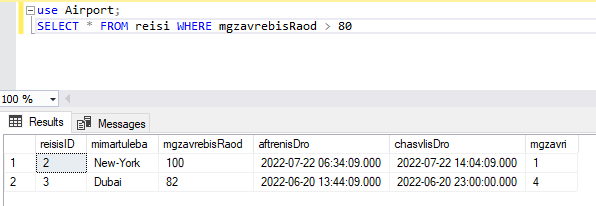 use Airport;
SELECT * FROM reisi WHERE mgzavrebisRaod > 80
100 %
Results Messages
reisisID mimartuleba mgzavrebisRaod aftrenisDro chasvlisDro mgzavri
1 2 New-York 100 2022-07-22 06:34:09.000 2022-07-22 14:04:09.000 1
2 3 Dubai 82 2022-06-20 13:44:09.000 2022-06-20 23:00:00.000 4